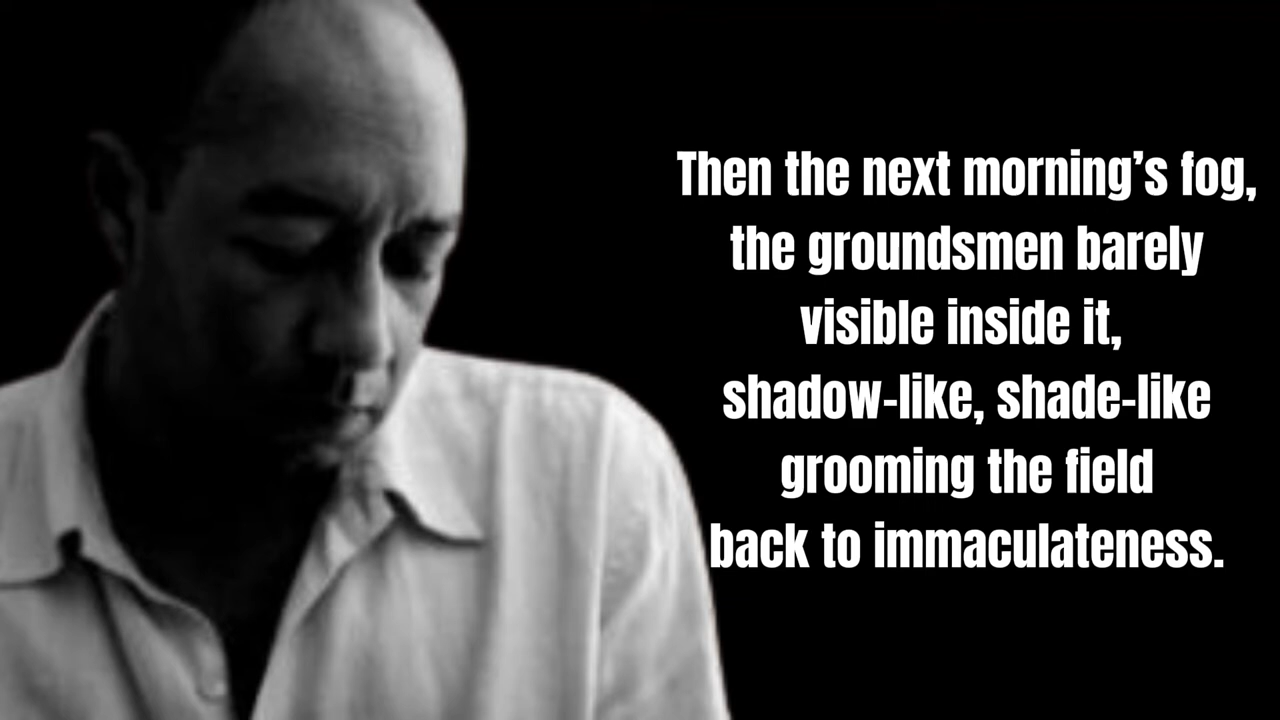 Then the next morning’s fog,
the groundsmen barely
visible inside it,
shadow-like, shade-like
grooming the field
back to immaculateness.